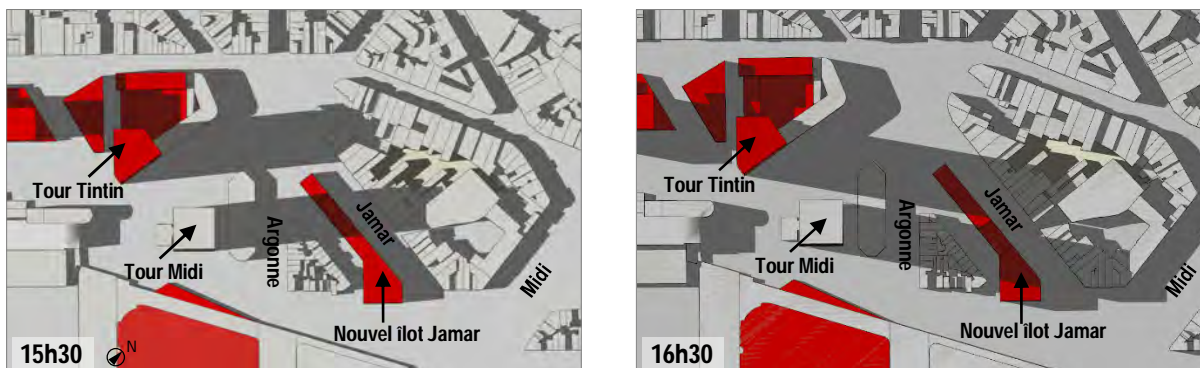 Tour Tintin
Jamar
Argonne
Tour Midi
Midi
Nouvel îlot Jamar
15h30
N
Tour Tintin
Jamar
Argonne
Tour Midi
Midi
Nouvel îlot Jamar
16h30